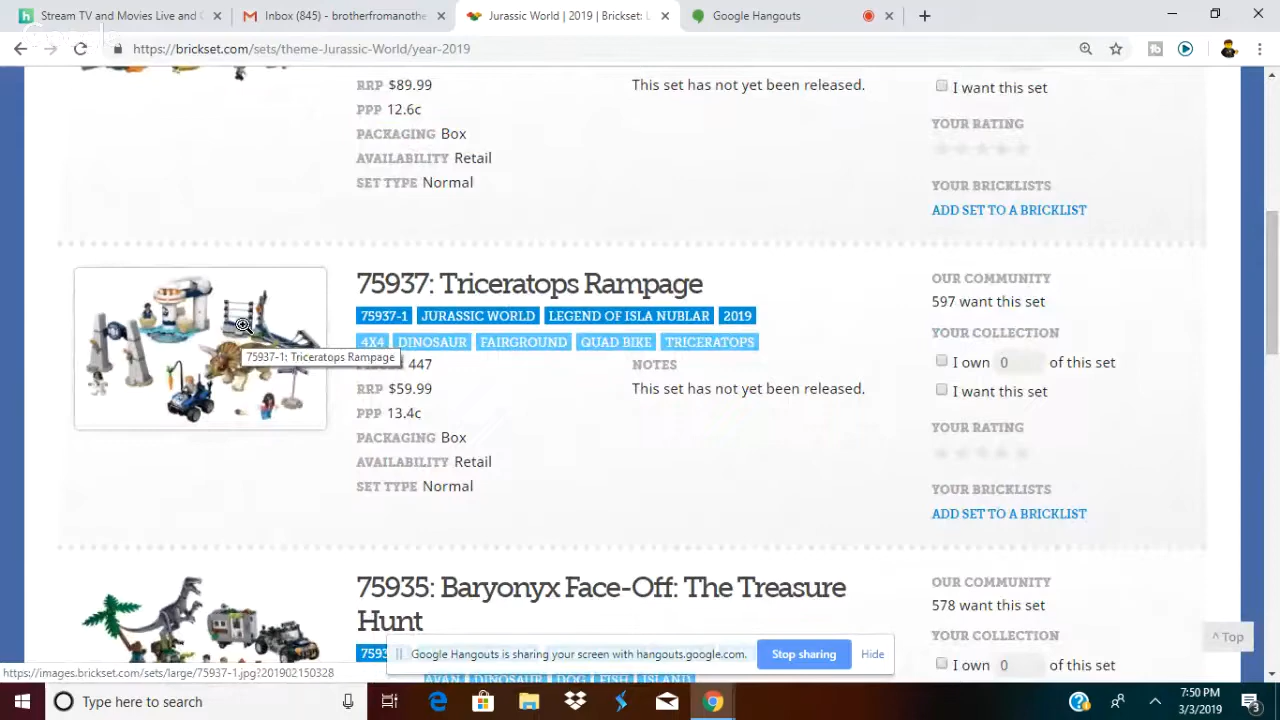 Stream TV and Movies Live and O
Inbox (845) - brotherfromanothe
Jurassic World | 2019 | Brickset: L
Google Hangouts
https://brickset.com/sets/theme-Jurassic-World/year-2019
RRP $89.99
PPP 12.6c
PACKAGING Box
AVAILABILITY Retail
SET TYPE Normal
This set has not yet been released.
I want this set
YOUR RATING
YOUR BRICKLISTS
ADD SET TO A BRICKLIST
75937: Triceratops Rampage
75937-1 JURASSIC WORLD LEGEND OF ISLA NUBLAR 2019
4X4 DINOSAUR FAIRGROUND QUAD BIKE TRICERATOPS
75937-1: Triceratops Rampage
447
RRP $59.99
PPP 13.4c
PACKAGING Box
AVAILABILITY Retail
SET TYPE Normal
NOTES
This set has not yet been released.
OUR COMMUNITY
597 want this set
YOUR COLLECTION
I own 0 of this set
I want this set
YOUR RATING
YOUR BRICKLISTS
ADD SET TO A BRICKLIST
75935: Baryonyx Face-Off: The Treasure
Hunt
DINOSAUR DOG FISH ISLAND
OUR COMMUNITY
578 want this set
YOUR COLLECTION
I own 0 of this set
^ Top
Google Hangouts is sharing your screen with hangouts.google.com.
Stop sharing
Hide
https://images.brickset.com/sets/large/75937-1.jpg?201902150328
Type here to search
7:50 PM
3/3/2019
3